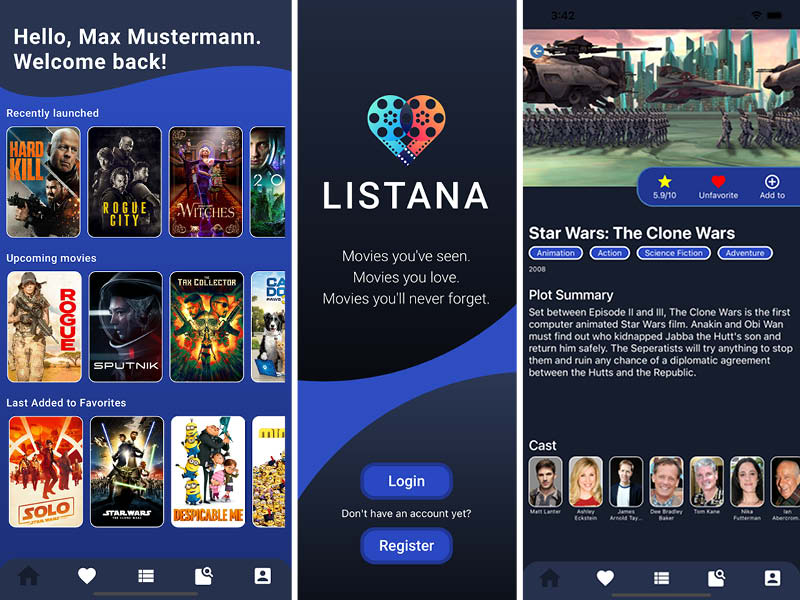 Hello, Max Mustermann.
Welcome back!
Recently launched
HARD
KILL
ROGUE
CITY
THE
WITCHES
20
Upcoming movies
ROGUE
SPUTNIK
THE
TAX COLLECTOR
Last Added to Favorites
SOLO
STAR WARS
STAR WARS
THE CLONE WARS
DESPICABLE ME
LISTANA
Movies you've seen.
Movies you love.
Movies you'll never forget.
Login
Don't have an account yet?
Register
3:42
5.9/10
Unfavorite
Add to
Star Wars: The Clone Wars
Animation
Action
Science Fiction
Adventure
2008
Plot Summary
Set between Episode II and III, The Clone Wars is the first
computer animated Star Wars film. Anakin and Obi Wan
must find out who kidnapped Jabba the Hutt's son and
return him safely. The Seperatists will try anything to stop
them and ruin any chance of a diplomatic agreement
between the Hutts and the Republic.
Cast
Matt Lanter
Ashley
Eckstein
James
Arnold Tay...
Dee Bradley
Baker
Tom Kane
Nika
Futterman
Ian
Abercrom..